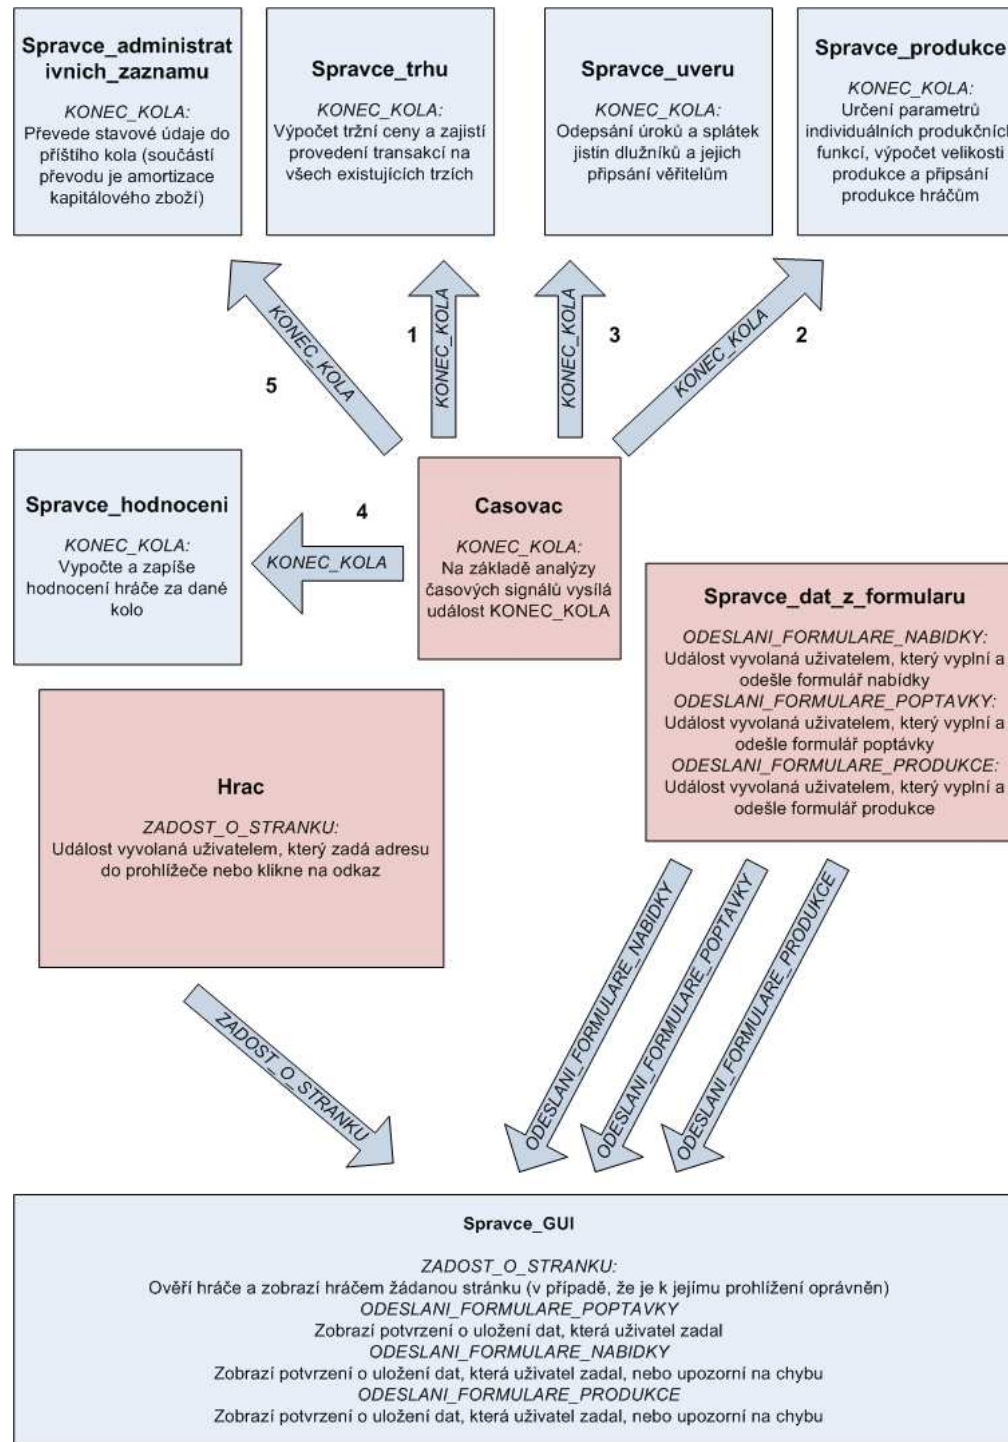 Spravce_administrat
ivnich_zaznamu
KONEC_KOLA:
Převede stavové údaje do
příštího kola (součástí
převodu je amortizace
kapitálového zboží)
Spravce_trhu
KONEC_KOLA:
Výpočet tržní ceny a zajistí
provedení transakcí na
všech existujících trzích
Spravce_uveru
KONEC_KOLA:
Odepsání úroků a splátek
jistin dlužníků a jejich
připsání věřitelům
Spravce_produkce
KONEC_KOLA:
Určení parametrů
individuálních produkčních
funkcí, výpočet velikosti
produkce a připsání
produkce hráčům
KONEC_KOLA
5
1
KONEC_KOLA
KONEC_KOLA
3
KONEC_KOLA
2
Spravce_hodnoceni
KONEC_KOLA:
Vypočte a zapíše
hodnocení hráče za dané
kolo
4
KONEC_KOLA
Casovac
KONEC_KOLA:
Na základě analýzy
časových signálů vysílá
událost KONEC_KOLA
Spravce_dat_z_formularu
ODESLANI_FORMULARE_NABIDKY:
Událost vyvolaná uživatelem, který vyplní a
odešle formulář nabídky
ODESLANI_FORMULARE_POPTAVKY:
Událost vyvolaná uživatelem, který vyplní a
odešle formulář poptávky
ODESLANI_FORMULARE_PRODUKCE:
Událost vyvolaná uživatelem, který vyplní a
odešle formulář produkce
Hrac
ZADOST_O_STRANKU:
Událost vyvolaná uživatelem, který zadá adresu
do prohlížeče nebo klikne na odkaz
ZADOST_O_STRANKU
ODESLANI_FORMULARE_NABIDKY
ODESLANI_FORMULARE_POPTAVKY
ODESLANI_FORMULARE_PRODUKCE
Spravce_GUI
ZADOST_O_STRANKU:
Ověří hráče a zobrazí hráčem žádanou stránku (v případě, že je k jejímu prohlížení oprávněn)
ODESLANI_FORMULARE_POPTAVKY
Zobrazí potvrzení o uložení dat, která uživatel zadal
ODESLANI_FORMULARE_NABIDKY
Zobrazí potvrzení o uložení dat, která uživatel zadal, nebo upozorní na chybu
ODESLANI_FORMULARE_PRODUKCE
Zobrazí potvrzení o uložení dat, která uživatel zadal, nebo upozorní na chybu